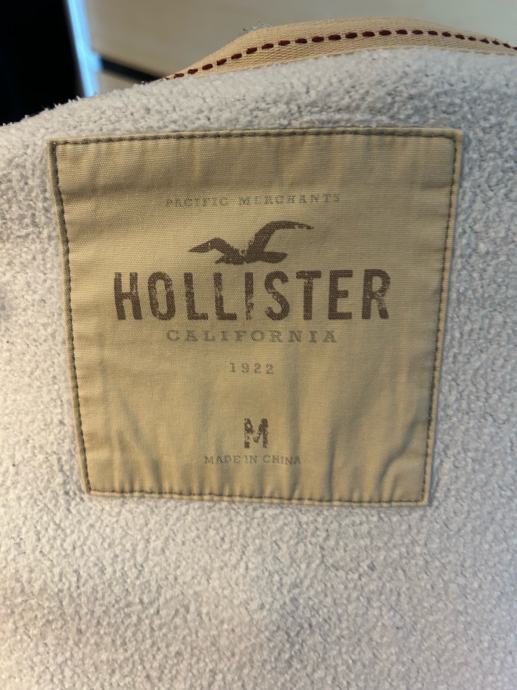 PACIFIC MERCHANTS
HOLLISTER
CALIFORNIA
1922
M
MADE IN CHINA